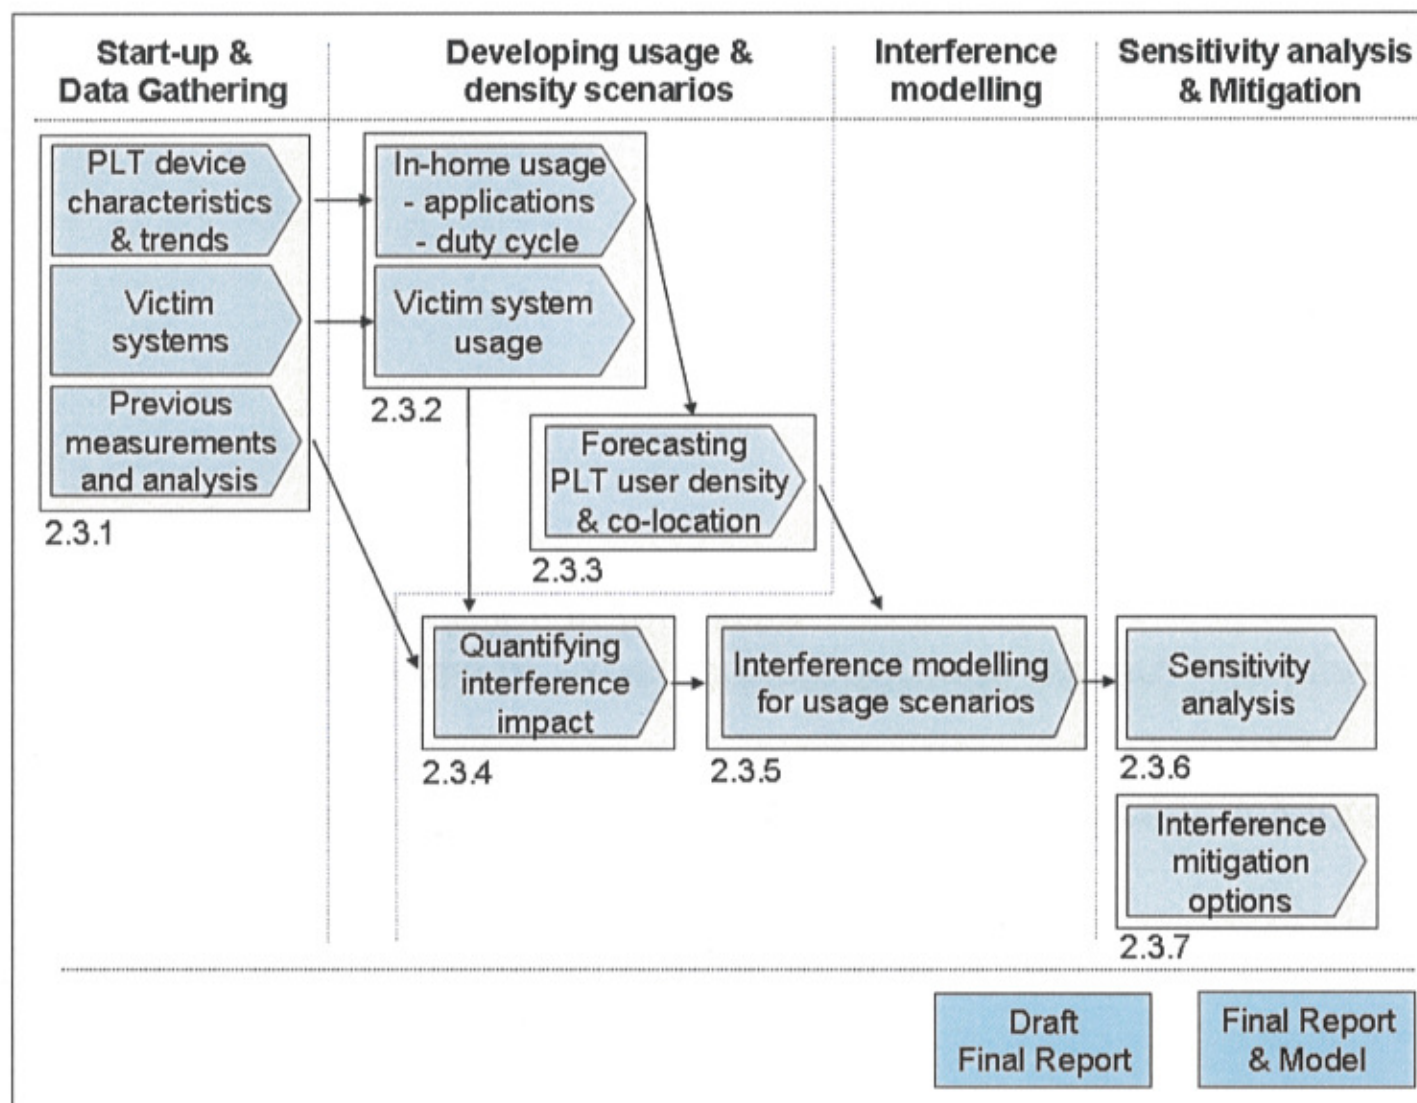 Start-up &
Data Gathering
Developing usage &
density scenarios
Interference
modelling
Sensitivity analysis
& Mitigation
PLT device
characteristics
& trends
Victim
systems
Previous
measurements
and analysis
2.3.1
In-home usage
- applications
- duty cycle
Victim system
usage
2.3.2
Forecasting
PLT user density
& co-location
2.3.3
Quantifying
interference
impact
2.3.4
Interference modelling
for usage scenarios
2.3.5
Sensitivity
analysis
2.3.6
Interference
mitigation
options
2.3.7
Draft
Final Report
Final Report
& Model